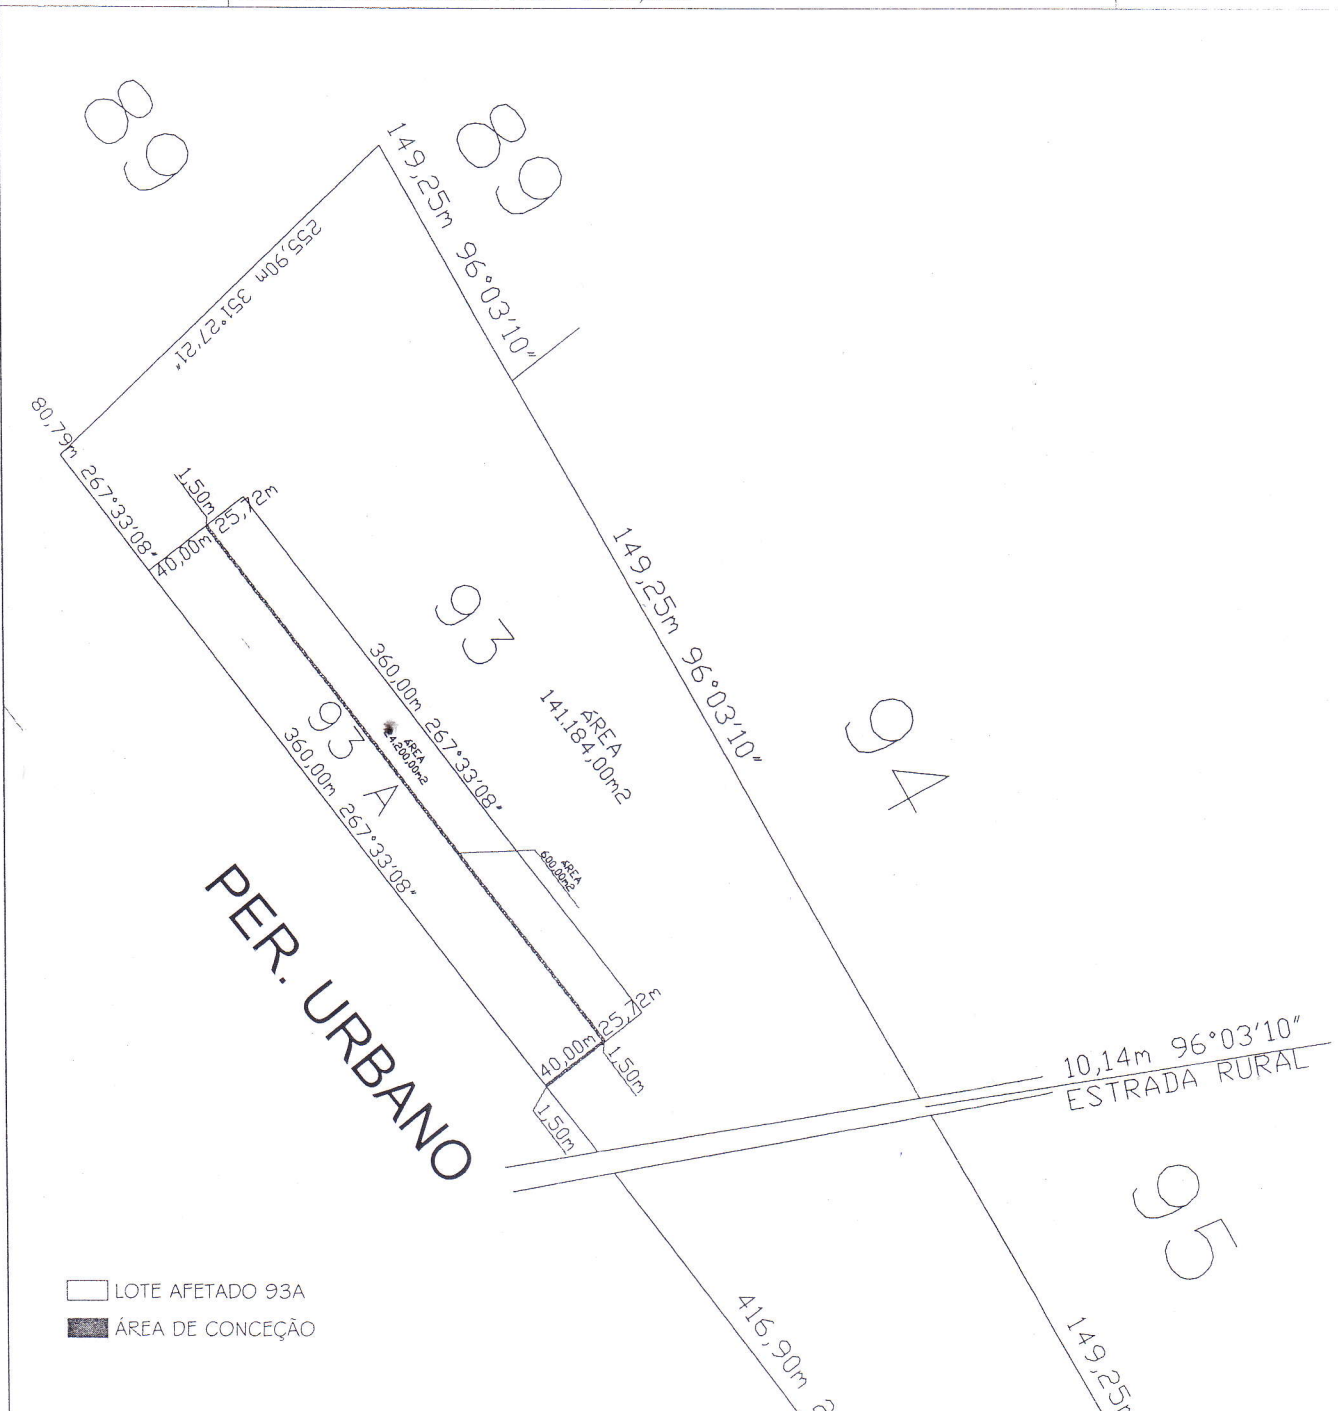 89
89
149,25m 96°03'10"
255,90m 351°27'21"
80,79m 267°33'08"
1,50m
25,72m
40,00m
149,25m 96°03'10"
93
360,00m 267°33'08"
ÁREA
141.184,00m2
94
93 A
ÁREA
24.200,00m2
360,00m 267°33'08"
ÁREA
600,00m2
PER. URBANO
25,72m
40,00m
1,50m
1,50m
10,14m 96°03'10"
ESTRADA RURAL
95
LOTE AFETADO 93A
ÁREA DE CONCEÇÃO
416,90m 2
149,25m